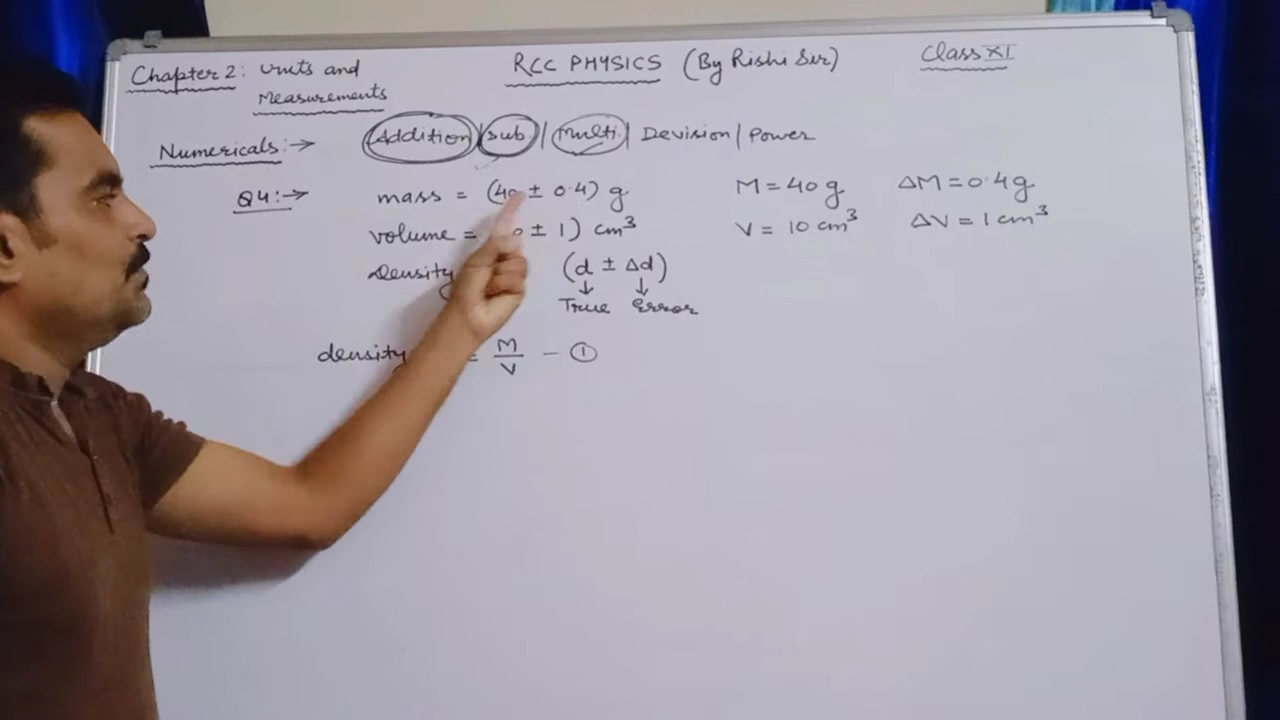 RCC PHYSICS (By Rishi Sir) Class XI
Chapter 2: Units and
Measurements
Numericals:→ Addition / Sub / Multi / Devision / Power
Q4:→ mass = (40 ± 0.4) g M = 40 g ΔM = 0.4 g
volume = ± 1) cm³ V = 10 cm³ ΔV = 1 cm³
Density (d ± Δd)
↓ ↓
True Error
density = M/V – ①